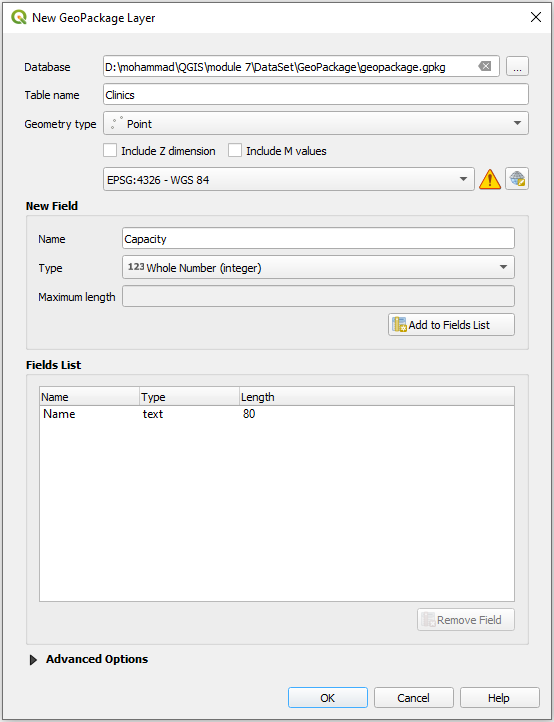 New GeoPackage Layer
Database D:\mohammad\QGIS\module 7\DataSet\GeoPackage\geopackage.gpkg ...
Table name Clinics
Geometry type Point
Include Z dimension Include M values
EPSG:4326 - WGS 84
New Field
Name Capacity
Type 123 Whole Number (integer)
Maximum length
Add to Fields List
Fields List
Name Type Length
Name text 80
Remove Field
Advanced Options
OK Cancel Help